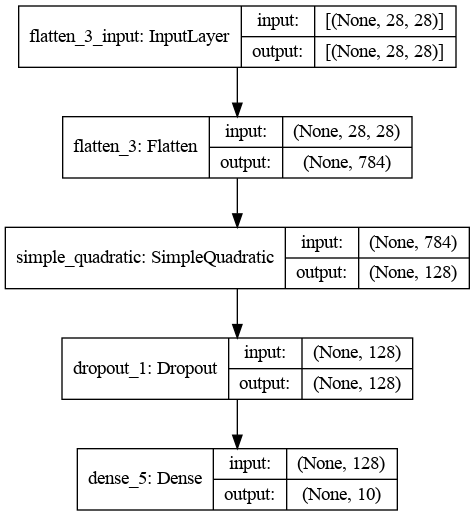 flatten_3_input: InputLayer
input: [(None, 28, 28)]
output: [(None, 28, 28)]
flatten_3: Flatten
input: (None, 28, 28)
output: (None, 784)
simple_quadratic: SimpleQuadratic
input: (None, 784)
output: (None, 128)
dropout_1: Dropout
input: (None, 128)
output: (None, 128)
dense_5: Dense
input: (None, 128)
output: (None, 10)